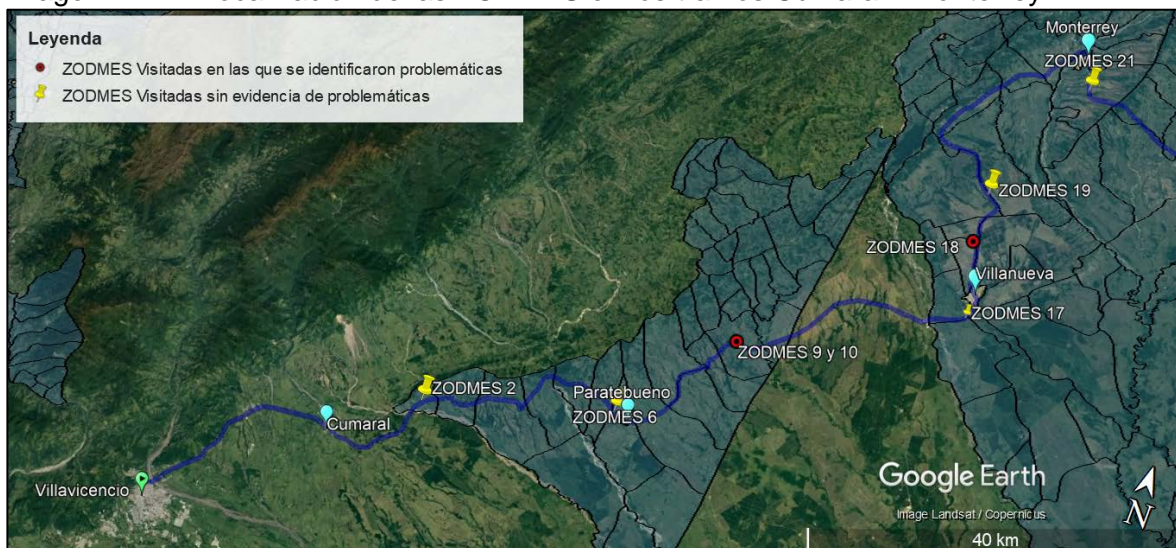 Leyenda
ZODMES Visitadas en las que se identificaron problemáticas
ZODMES Visitadas sin evidencia de problemáticas
Monterrey
ZODMES 21
ZODMES 19
ZODMES 18
Villanueva
ZODMES 17
ZODMES 9 y 10
ZODMES 2
Paratebueno
ZODMES 6
Cumaral
Villavicencio
Google Earth
Image Landsat / Copernicus
N
40 km